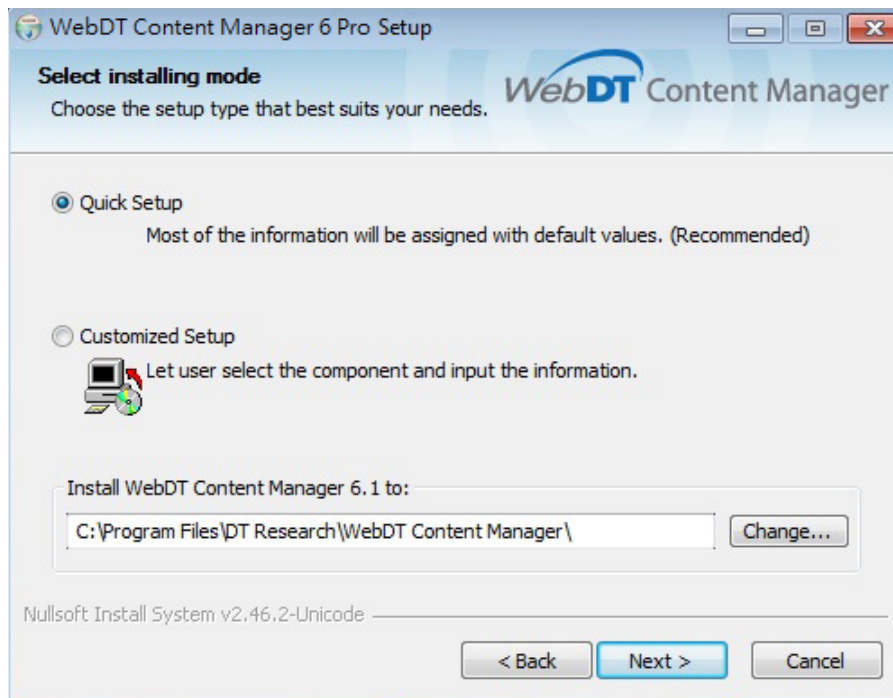 WebDT Content Manager 6 Pro Setup
Select installing mode
Choose the setup type that best suits your needs.
WebDT Content Manager
Quick Setup
Most of the information will be assigned with default values. (Recommended)
Customized Setup
Let user select the component and input the information.
Install WebDT Content Manager 6.1 to:
C:\Program Files\DT Research\WebDT Content Manager\
Change...
Nullsoft Install System v2.46.2-Unicode
< Back
Next >
Cancel